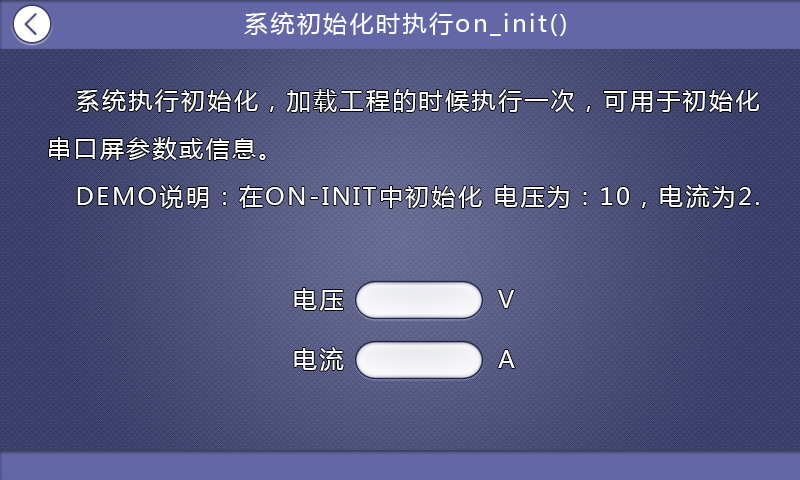 系统初始化时执行on_init()
系统执行初始化，加载工程的时候执行一次，可用于初始化
串口屏参数或信息。
DEMO说明：在ON-INIT中初始化 电压为：10，电流为2.
电压 V
电流 A